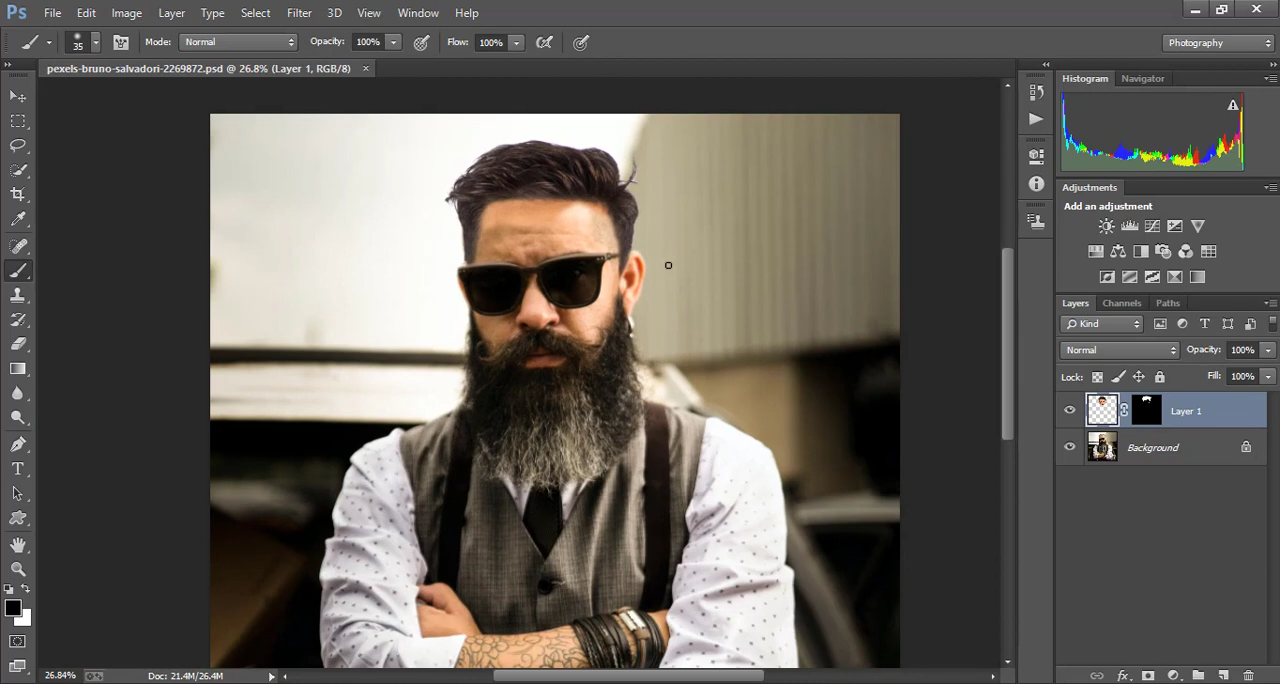 Ps File Edit Image Layer Type Select Filter 3D View Window Help
35 Mode: Normal Opacity: 100% Flow: 100% Photography
pexels-bruno-salvadori-2269872.psd @ 26.8% (Layer 1, RGB/8) ×
Histogram Navigator
Adjustments
Add an adjustment
Layers Channels Paths
Kind
Normal Opacity: 100%
Lock: Fill: 100%
Layer 1
Background
26.84% Doc: 21.4M/26.4M